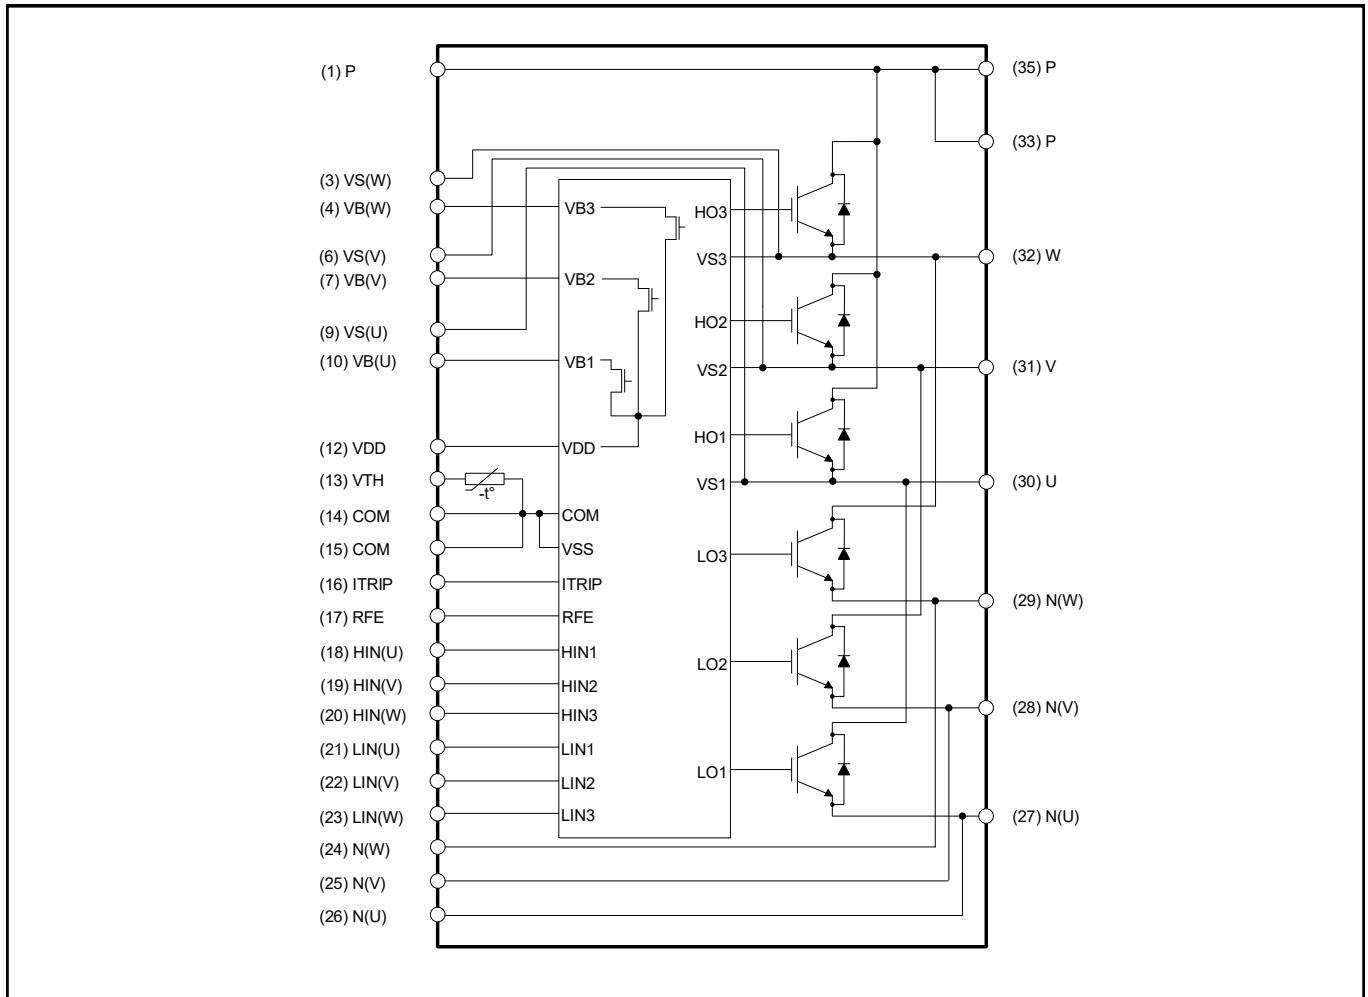 (1) P
(3) VS(W)
(4) VB(W)
(6) VS(V)
(7) VB(V)
(9) VS(U)
(10) VB(U)
(12) VDD
(13) VTH
(14) COM
(15) COM
(16) ITRIP
(17) RFE
(18) HIN(U)
(19) HIN(V)
(20) HIN(W)
(21) LIN(U)
(22) LIN(V)
(23) LIN(W)
(24) N(W)
(25) N(V)
(26) N(U)
-t°
VB3
VB2
VB1
VDD
COM
VSS
ITRIP
RFE
HIN1
HIN2
HIN3
LIN1
LIN2
LIN3
HO3
VS3
HO2
VS2
HO1
VS1
LO3
LO2
LO1
(35) P
(33) P
(32) W
(31) V
(30) U
(29) N(W)
(28) N(V)
(27) N(U)